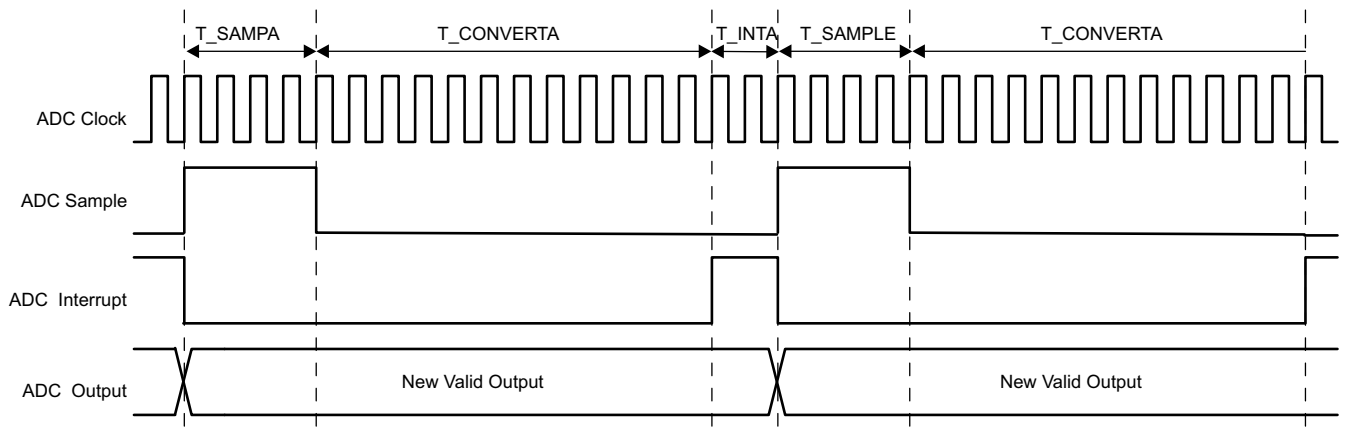 T_SAMPA T_CONVERTA T_INTA T_SAMPLE T_CONVERTA
ADC Clock
ADC Sample
ADC Interrupt
ADC Output New Valid Output New Valid Output